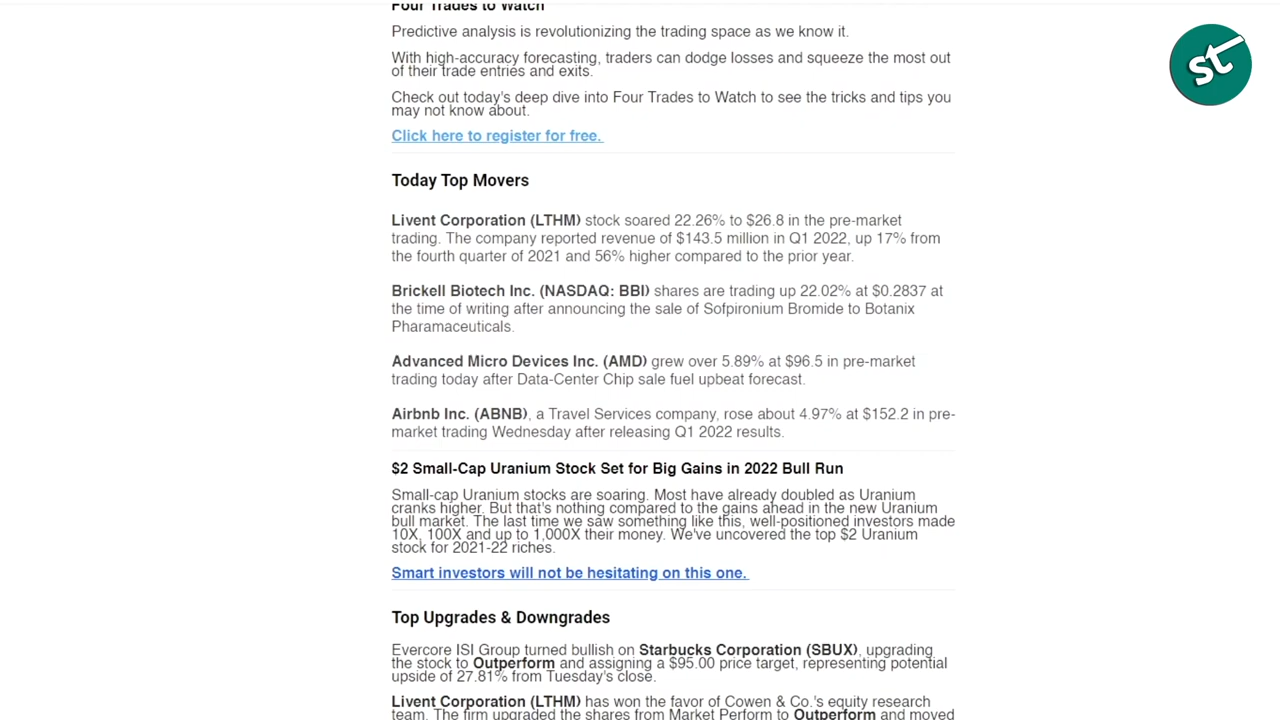 Four Trades to Watch
Predictive analysis is revolutionizing the trading space as we know it.
With high-accuracy forecasting, traders can dodge losses and squeeze the most out
of their trade entries and exits.
Check out today's deep dive into Four Trades to Watch to see the tricks and tips you
may not know about.
Click here to register for free.
Today Top Movers
Livent Corporation (LTHM) stock soared 22.26% to $26.8 in the pre-market
trading. The company reported revenue of $143.5 million in Q1 2022, up 17% from
the fourth quarter of 2021 and 56% higher compared to the prior year.
Brickell Biotech Inc. (NASDAQ: BBI) shares are trading up 22.02% at $0.2837 at
the time of writing after announcing the sale of Sofpironium Bromide to Botanix
Pharamaceuticals.
Advanced Micro Devices Inc. (AMD) grew over 5.89% at $96.5 in pre-market
trading today after Data-Center Chip sale fuel upbeat forecast.
Airbnb Inc. (ABNB), a Travel Services company, rose about 4.97% at $152.2 in pre-
market trading Wednesday after releasing Q1 2022 results.
$2 Small-Cap Uranium Stock Set for Big Gains in 2022 Bull Run
Small-cap Uranium stocks are soaring. Most have already doubled as Uranium
cranks higher. But that's nothing compared to the gains ahead in the new Uranium
bull market. The last time we saw something like this, well-positioned investors made
10X, 100X and up to 1,000X their money. We've uncovered the top $2 Uranium
stock for 2021-22 riches.
Smart investors will not be hesitating on this one.
Top Upgrades & Downgrades
Evercore ISI Group turned bullish on Starbucks Corporation (SBUX), upgrading
the stock to Outperform and assigning a $95.00 price target, representing potential
upside of 27.81% from Tuesday's close.
Livent Corporation (LTHM) has won the favor of Cowen & Co.'s equity research
team. The firm upgraded the shares from Market Perform to Outperform and moved
st